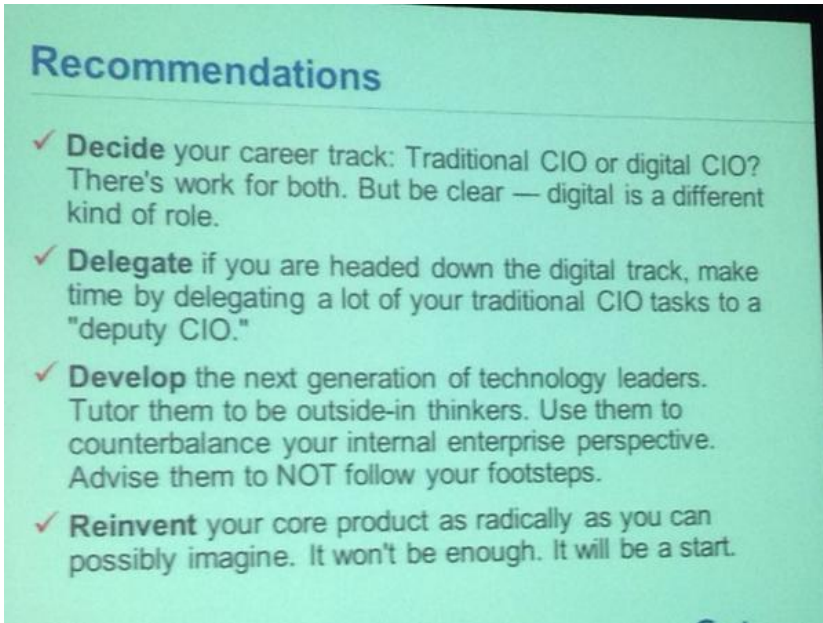 Recommendations
✓ Decide your career track: Traditional CIO or digital CIO?
There's work for both. But be clear — digital is a different
kind of role.
✓ Delegate if you are headed down the digital track, make
time by delegating a lot of your traditional CIO tasks to a
"deputy CIO."
✓ Develop the next generation of technology leaders.
Tutor them to be outside-in thinkers. Use them to
counterbalance your internal enterprise perspective.
Advise them to NOT follow your footsteps.
✓ Reinvent your core product as radically as you can
possibly imagine. It won't be enough. It will be a start.